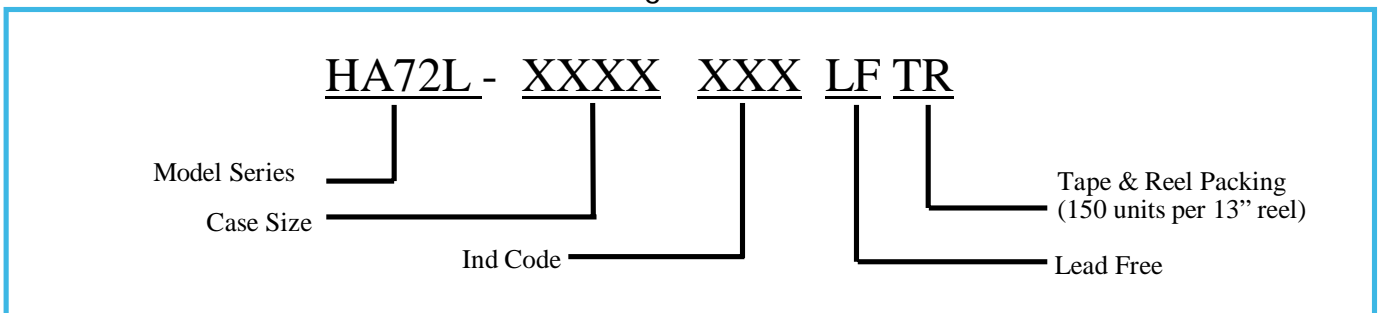 HA72L - XXXX XXX LF TR
Model Series
Case Size
Ind Code
Tape & Reel Packing
(150 units per 13” reel)
Lead Free